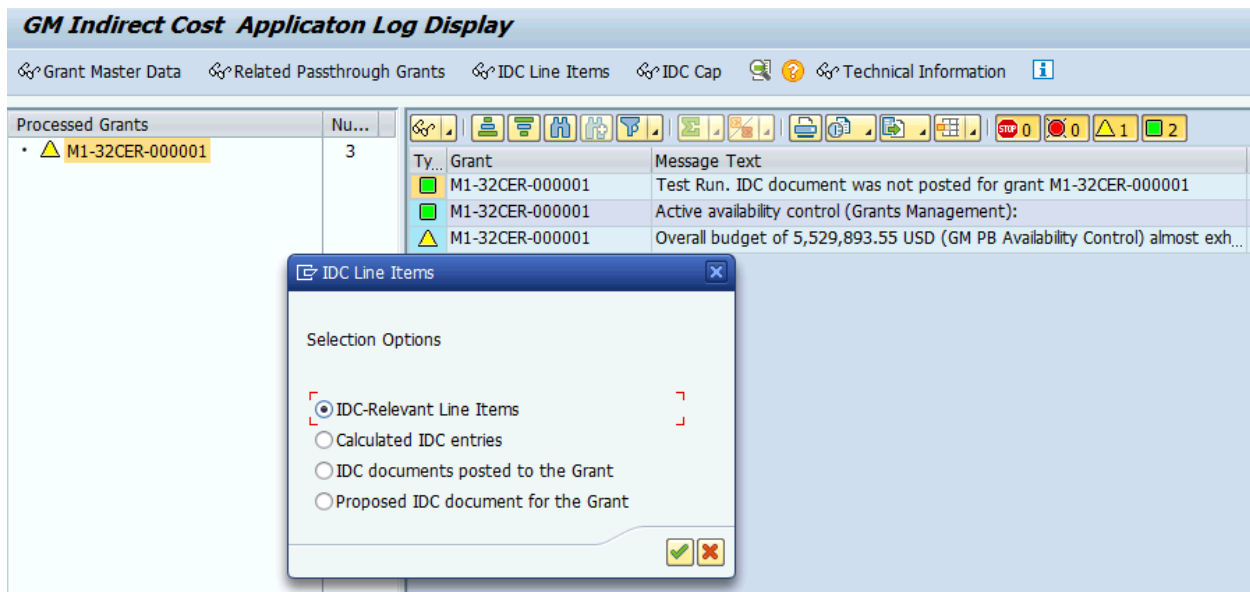 GM Indirect Cost Applicaton Log Display
Grant Master Data Related Passthrough Grants IDC Line Items IDC Cap Technical Information
Processed Grants Nu...
M1-32CER-000001 3
STOP 0 0 1 2
Ty... Grant Message Text
M1-32CER-000001 Test Run. IDC document was not posted for grant M1-32CER-000001
M1-32CER-000001 Active availability control (Grants Management):
M1-32CER-000001 Overall budget of 5,529,893.55 USD (GM PB Availability Control) almost exh...
IDC Line Items
Selection Options
IDC-Relevant Line Items
Calculated IDC entries
IDC documents posted to the Grant
Proposed IDC document for the Grant